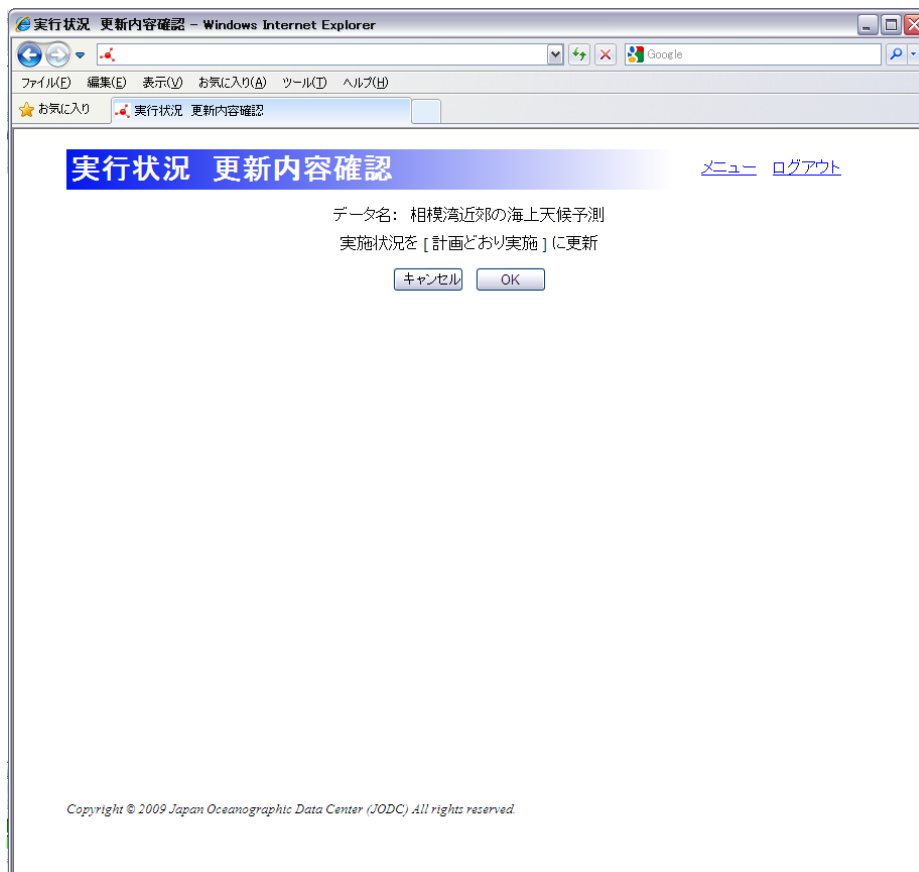 実行状況 更新内容確認 - Windows Internet Explorer
Google
ファイル(F) 編集(E) 表示(V) お気に入り(A) ツール(T) ヘルプ(H)
お気に入り 実行状況 更新内容確認
実行状況 更新内容確認 メニュー ログアウト
データ名: 相模湾近郊の海上天候予測
実施状況を [ 計画どおり実施 ] に更新
キャンセル OK
Copyright © 2009 Japan Oceanographic Data Center (JODC) All rights reserved.